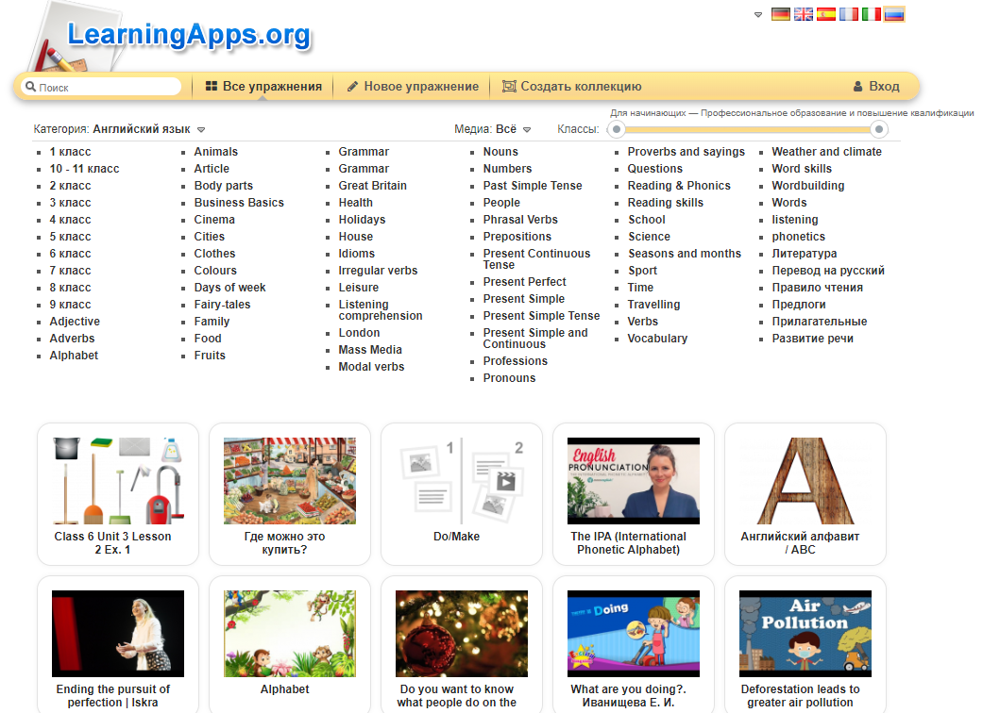 LearningApps.org
Поиск
Все упражнения
Новое упражнение
Создать коллекцию
Вход
Для начинающих — Профессиональное образование и повышение квалификации
Категория: Английский язык
Медиа: Всё
Классы:
1 класс
10 - 11 класс
2 класс
3 класс
4 класс
5 класс
6 класс
7 класс
8 класс
9 класс
Adjective
Adverbs
Alphabet
Animals
Article
Body parts
Business Basics
Cinema
Cities
Clothes
Colours
Days of week
Fairy-tales
Family
Food
Fruits
Grammar
Grammar
Great Britain
Health
Holidays
House
Idioms
Irregular verbs
Leisure
Listening
comprehension
London
Mass Media
Modal verbs
Nouns
Numbers
Past Simple Tense
People
Phrasal Verbs
Prepositions
Present Continuous
Tense
Present Perfect
Present Simple
Present Simple Tense
Present Simple and
Continuous
Professions
Pronouns
Proverbs and sayings
Questions
Reading & Phonics
Reading skills
School
Science
Seasons and months
Sport
Time
Travelling
Verbs
Vocabulary
Weather and climate
Word skills
Wordbuilding
Words
listening
phonetics
Литература
Перевод на русский
Правило чтения
Предлоги
Прилагательные
Развитие речи
Class 6 Unit 3 Lesson
2 Ex. 1
Где можно это
купить?
1
2
Do/Make
English
PRONUNCIATION
THE INTERNATIONAL PHONETIC ALPHABET
The IPA (International
Phonetic Alphabet)
A
Английский алфавит
/ ABC
Ending the pursuit of
perfection | Iskra
Alphabet
Do you want to know
what people do on the
Doing
What are you doing?.
Иванищева Е. И.
Air
Pollution
Deforestation leads to
greater air pollution